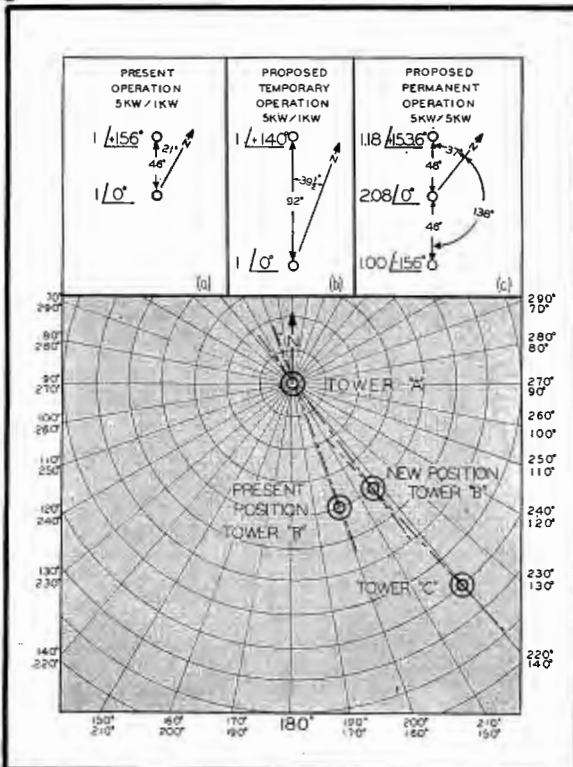 PRESENT
OPERATION
5KW/1KW
1 /+156°
21°
46°
N
1 /0°
(a)
PROPOSED
TEMPORARY
OPERATION
5KW/1KW
1 /+140°
39½°
92°
N
1 /0°
(b)
PROPOSED
PERMANENT
OPERATION
5KW/5KW
1.18 /+153.6°
37°
46°
N
2.08 /0°
138°
46°
1.00 /-156°
(c)
70°
290°
80°
280°
90°
270°
100°
260°
110°
250°
120°
240°
230°
130°
140°
220°
290°
70°
280°
80°
270°
90°
260°
100°
250°
110°
240°
120°
230°
130°
220°
140°
N
TOWER "A"
NEW POSITION
TOWER "B"
PRESENT
POSITION
TOWER "B"
TOWER "C"
150° 160° 170° 180° 190° 200° 210°
210° 200° 190° 170° 160° 150°